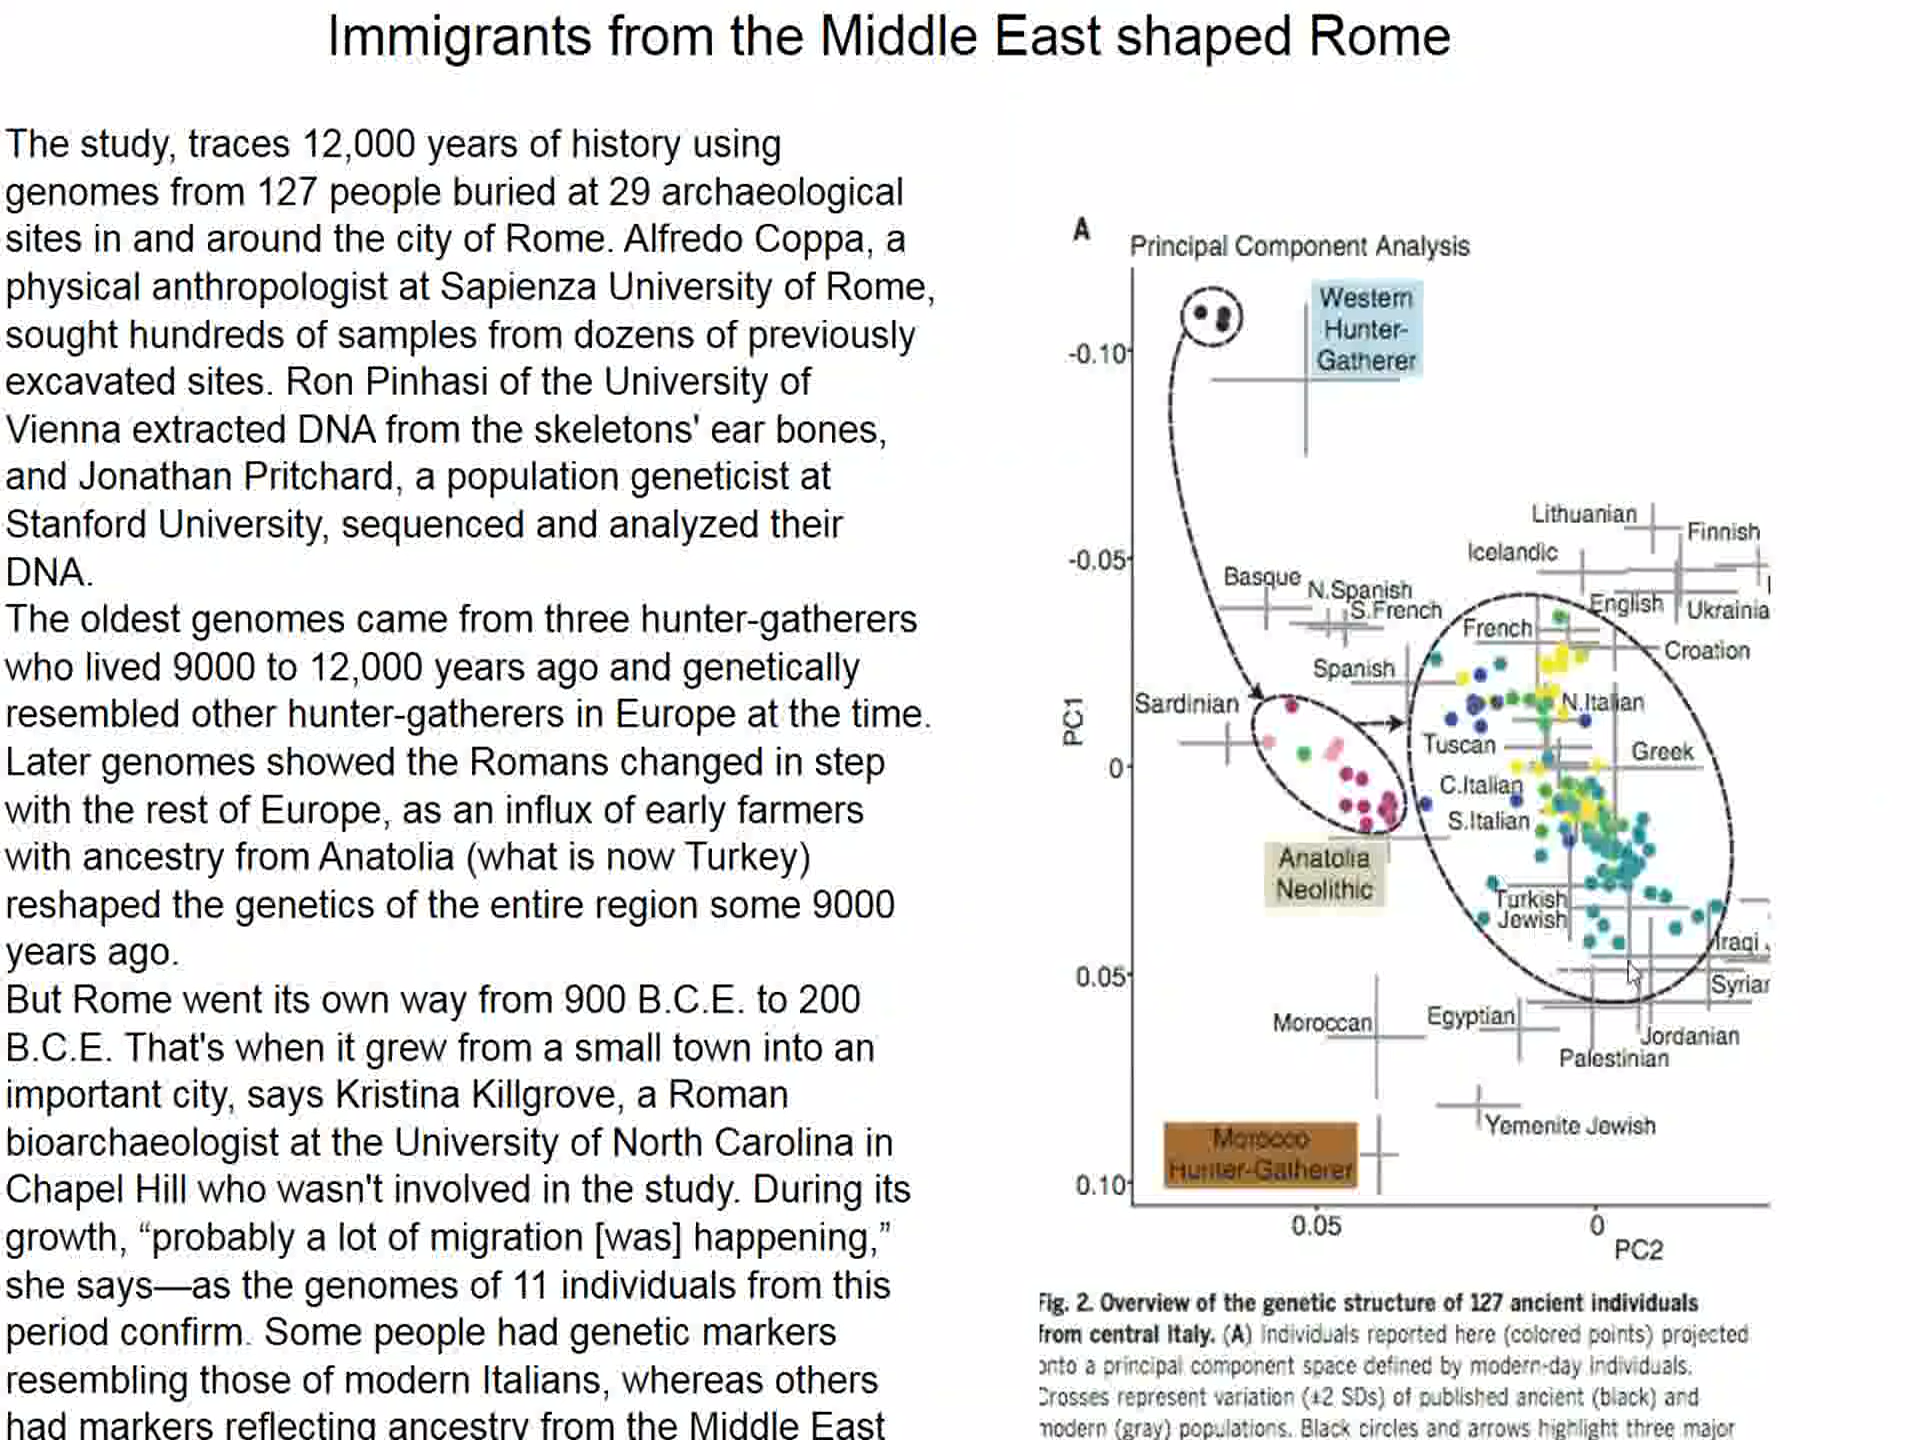 Immigrants from the Middle East shaped Rome
The study, traces 12,000 years of history using
genomes from 127 people buried at 29 archaeological
sites in and around the city of Rome. Alfredo Coppa, a
physical anthropologist at Sapienza University of Rome,
sought hundreds of samples from dozens of previously
excavated sites. Ron Pinhasi of the University of
Vienna extracted DNA from the skeletons' ear bones,
and Jonathan Pritchard, a population geneticist at
Stanford University, sequenced and analyzed their
DNA.
The oldest genomes came from three hunter-gatherers
who lived 9000 to 12,000 years ago and genetically
resembled other hunter-gatherers in Europe at the time.
Later genomes showed the Romans changed in step
with the rest of Europe, as an influx of early farmers
with ancestry from Anatolia (what is now Turkey)
reshaped the genetics of the entire region some 9000
years ago.
But Rome went its own way from 900 B.C.E. to 200
B.C.E. That's when it grew from a small town into an
important city, says Kristina Killgrove, a Roman
bioarchaeologist at the University of North Carolina in
Chapel Hill who wasn't involved in the study. During its
growth, “probably a lot of migration [was] happening,”
she says—as the genomes of 11 individuals from this
period confirm. Some people had genetic markers
resembling those of modern Italians, whereas others
had markers reflecting ancestry from the Middle East
A
Principal Component Analysis
Western
Hunter-
Gatherer
-0.10
Lithuanian
Finnish
Icelandic
-0.05
Basque
N.Spanish
S.French
English
Ukrainia
French
Croation
Spanish
Sardinian
N.Italian
PC1
Tuscan
Greek
0
C.Italian
S.Italian
Anatolia
Neolithic
Turkish
Jewish
Iraqi
0.05
Syrian
Moroccan
Egyptian
Jordanian
Palestinian
Yemenite Jewish
Morocco
Hunter-Gatherer
0.10
0.05
0
PC2
Fig. 2. Overview of the genetic structure of 127 ancient individuals
from central Italy. (A) Individuals reported here (colored points) projected
onto a principal component space defined by modern-day individuals.
Crosses represent variation (±2 SDs) of published ancient (black) and
modern (gray) populations. Black circles and arrows highlight three major